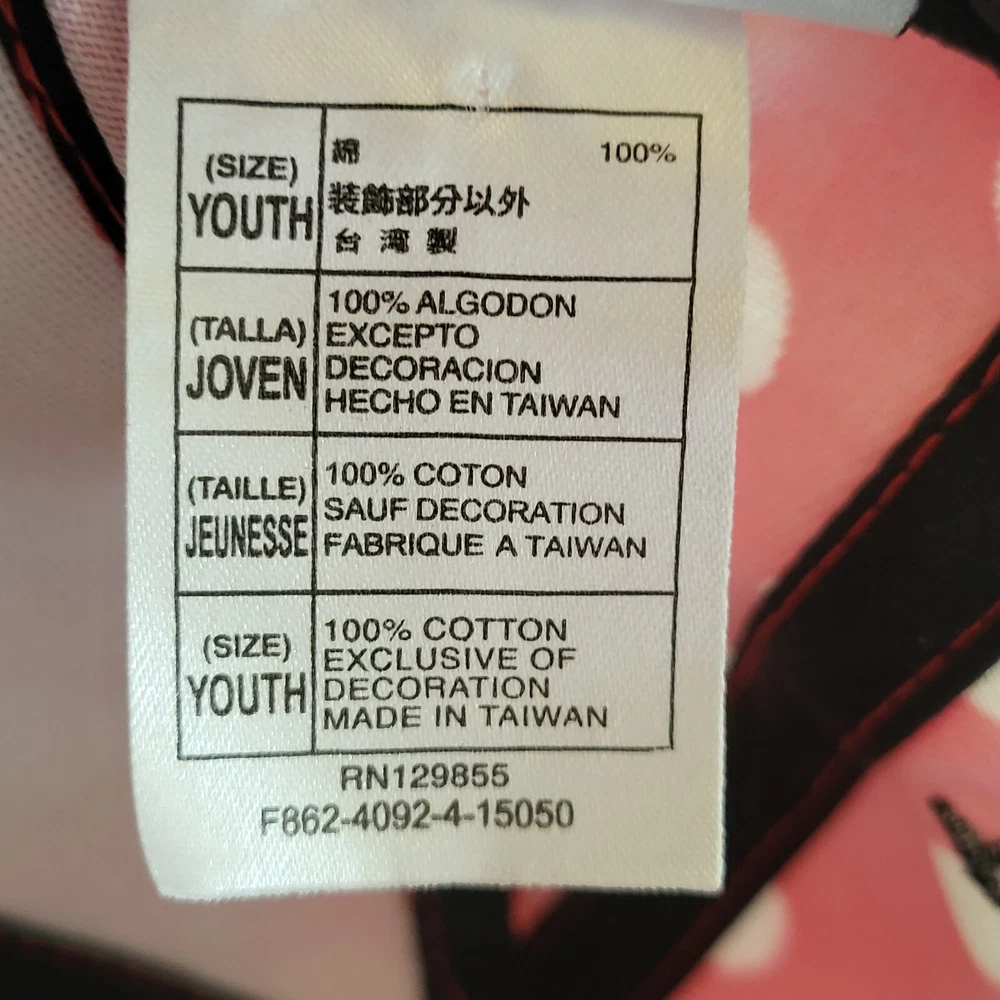 (SIZE)
YOUTH
綿 100%
装飾部分以外
台湾製
(TALLA)
JOVEN
100% ALGODON
EXCEPTO
DECORACION
HECHO EN TAIWAN
(TAILLE)
JEUNESSE
100% COTON
SAUF DECORATION
FABRIQUE A TAIWAN
(SIZE)
YOUTH
100% COTTON
EXCLUSIVE OF
DECORATION
MADE IN TAIWAN
RN129855
F862-4092-4-15050